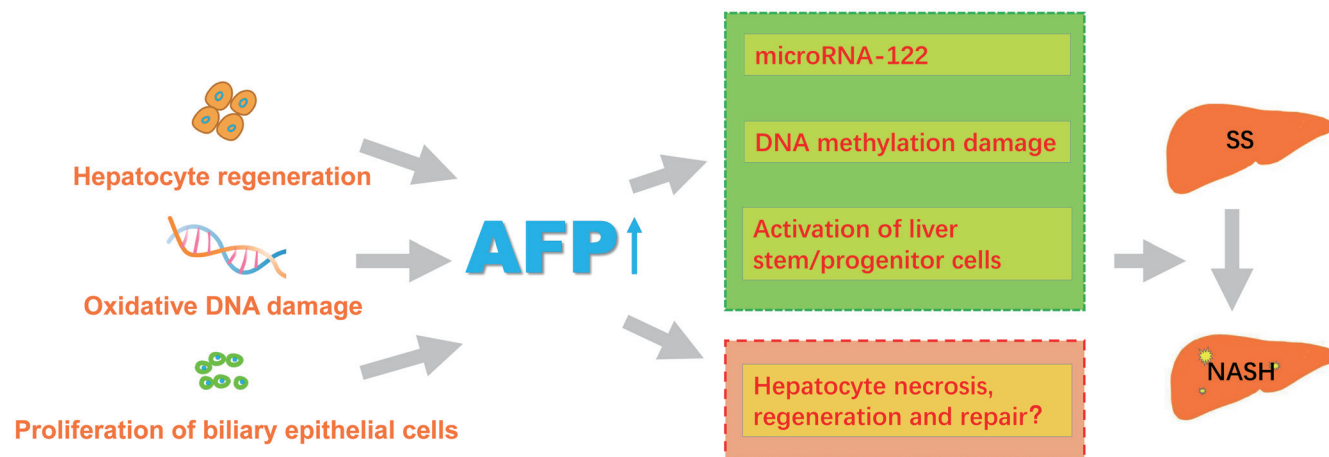 Hepatocyte regeneration
Oxidative DNA damage
Proliferation of biliary epithelial cells
AFP↑
microRNA-122
DNA methylation damage
Activation of liver
stem/progenitor cells
Hepatocyte necrosis,
regeneration and repair?
SS
NASH